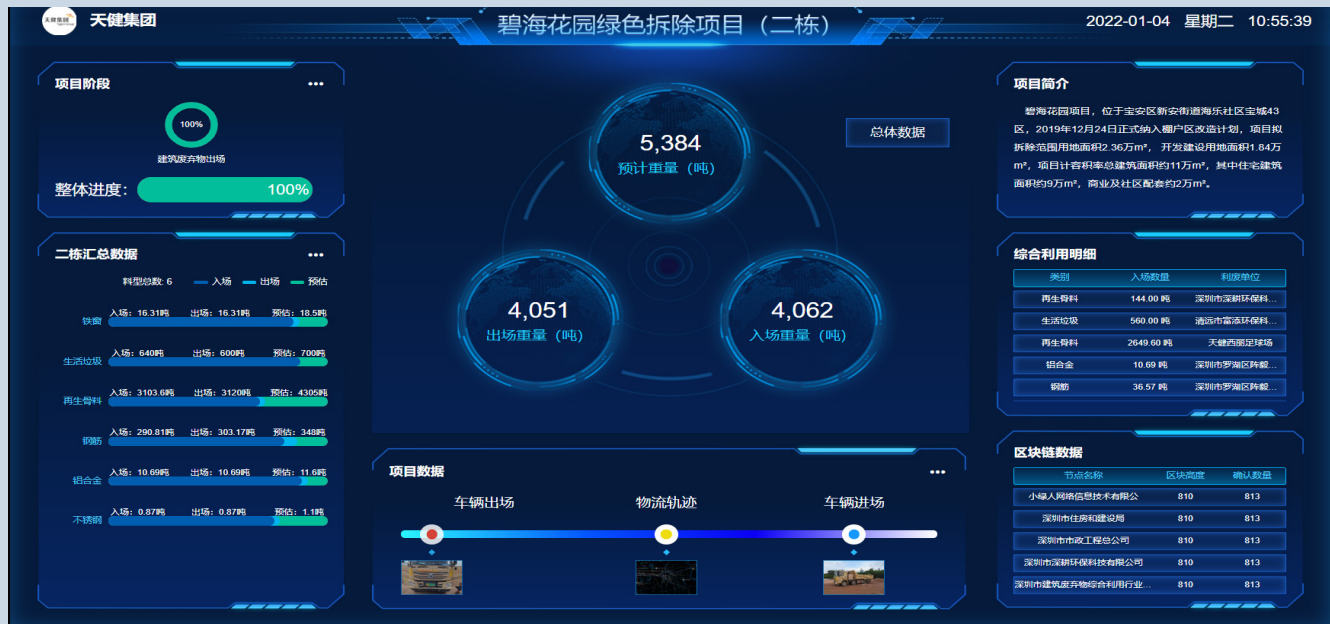 天健集团
碧海花园绿色拆除项目（二栋）
2022-01-04 星期二 10:55:39
项目阶段
100%
建筑废弃物出场
整体进度： 100%
二栋汇总数据
料型总数: 6 入场 出场 预估
铁窗 入场：16.31吨 出场：16.31吨 预估：18.5吨
生活垃圾 入场：640吨 出场：600吨 预估：700吨
再生骨料 入场：3103.6吨 出场：3120吨 预估：4305吨
钢筋 入场：290.81吨 出场：303.17吨 预估：348吨
铝合金 入场：10.69吨 出场：10.69吨 预估：11.6吨
不锈钢 入场：0.87吨 出场：0.87吨 预估：1.1吨
总体数据
5,384
预计重量（吨）
4,051
出场重量（吨）
4,062
入场重量（吨）
项目数据
车辆出场 物流轨迹 车辆进场
项目简介
碧海花园项目，位于宝安区新安街道海乐社区宝城43
区，2019年12月24日正式纳入棚户区改造计划，项目拟
拆除范围用地面积2.36万m²，开发建设用地面积1.84万
m²，项目计容积率总建筑面积约11万m²，其中住宅建筑
面积约9万m²，商业及社区配套约2万m²。
综合利用明细
类别 入场数量 利废单位
再生骨料 144.00 吨 深圳市深耕环保科...
生活垃圾 560.00 吨 清远市富添环保科...
再生骨料 2649.60 吨 天健西丽足球场
铝合金 10.69 吨 深圳市罗湖区阵毅...
钢筋 36.57 吨 深圳市罗湖区阵毅...
区块链数据
节点名称 区块高度 确认数量
小绿人网络信息技术有限公 810 813
深圳市住房和建设局 810 813
深圳市市政工程总公司 810 813
深圳市深耕环保科技有限公司 810 813
深圳市建筑废弃物综合利用行业... 810 813